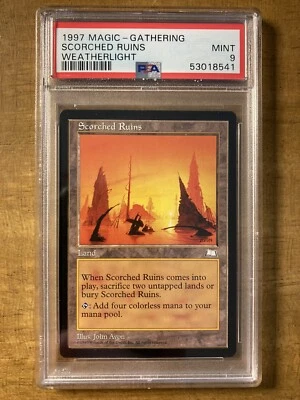 1997 MAGIC - GATHERING
SCORCHED RUINS MINT
WEATHERLIGHT 9
PSA 53018541
Scorched Ruins
Land
When Scorched Ruins comes into
play, sacrifice two untapped lands or
bury Scorched Ruins.
: Add four colorless mana to your
mana pool.
Illus. John Avon